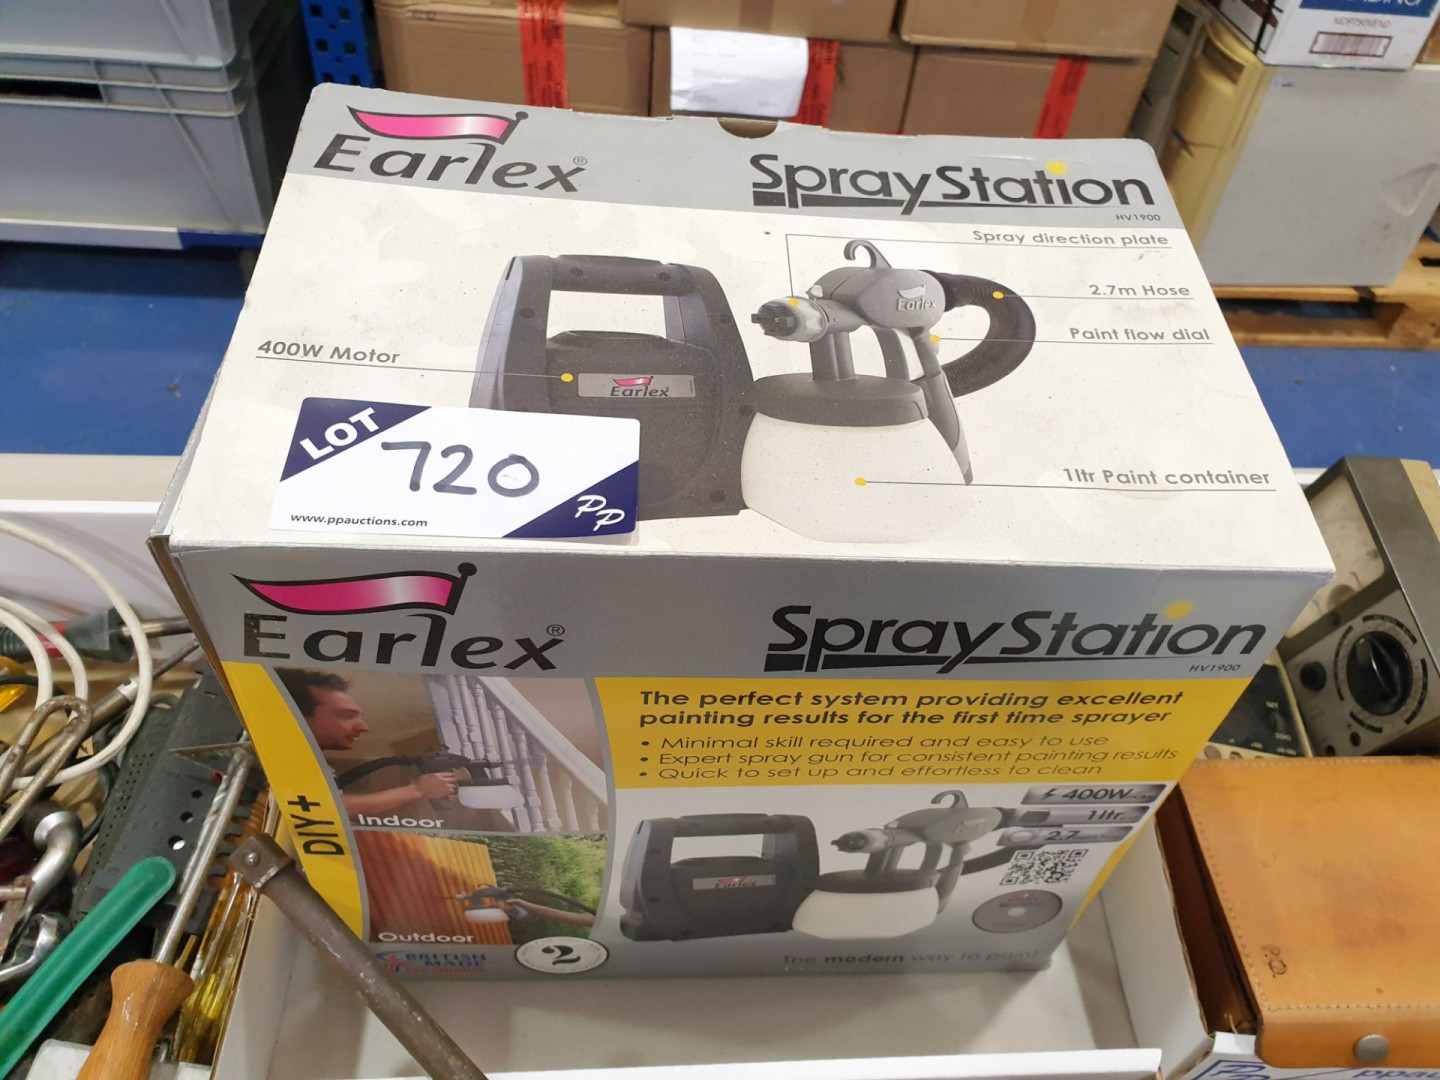 Earlex®
SprayStation
HV1900
Spray direction plate
2.7m Hose
Paint flow dial
400W Motor
Earlex
Earlex
1ltr Paint container
LOT
720
PP
www.ppauctions.com
Earlex®
SprayStation
HV1900
The perfect system providing excellent
painting results for the first time sprayer
• Minimal skill required and easy to use
• Expert spray gun for consistent painting results
• Quick to set up and effortless to clean
DIY+
Indoor
Outdoor
400W
1ltr
2.7
Earlex
BRITISH
MADE
for Quality
2
The modern way to paint
P.O.